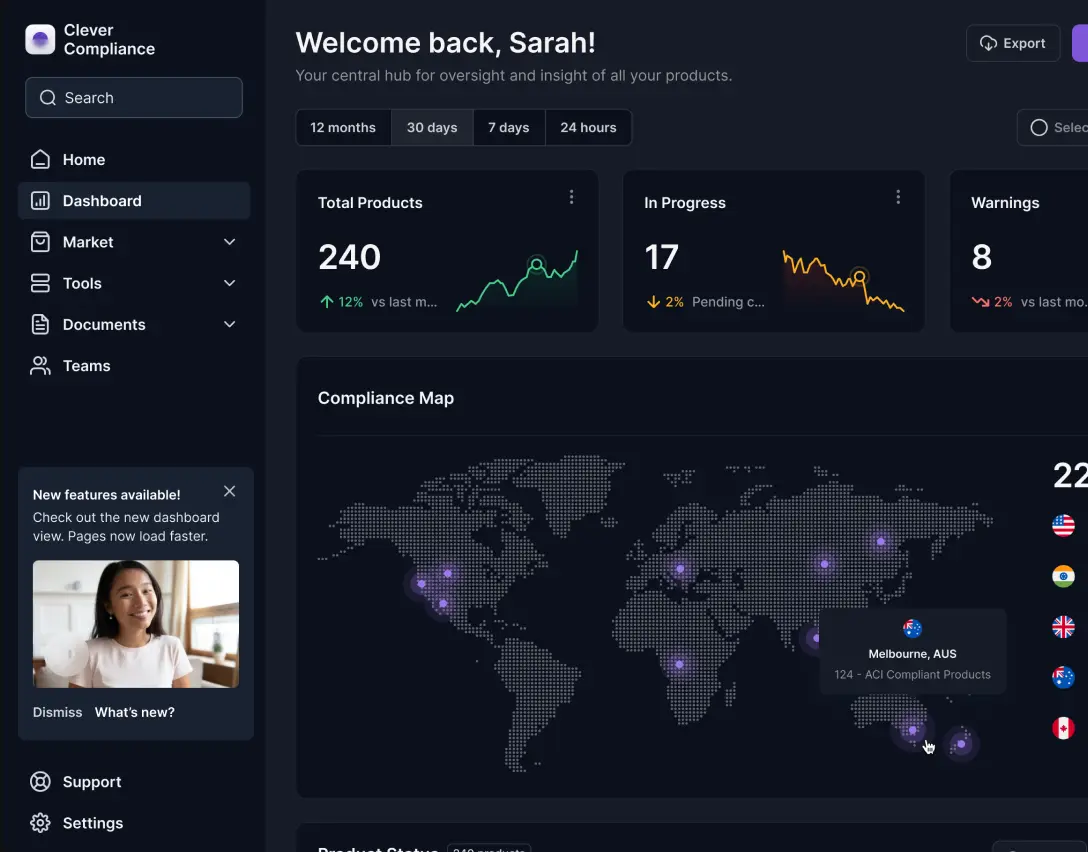 Clever
Compliance
Search
Home
Dashboard
Market
Tools
Documents
Teams
New features available!
Check out the new dashboard
view. Pages now load faster.
Dismiss What's new?
Support
Settings
Welcome back, Sarah!
Your central hub for oversight and insight of all your products.
Export
12 months 30 days 7 days 24 hours
Selec
Total Products
240
12% vs last m...
In Progress
17
2% Pending c...
Warnings
8
2% vs last mo.
Compliance Map
22
Melbourne, AUS
124 - ACI Compliant Products
Product Status 240 products